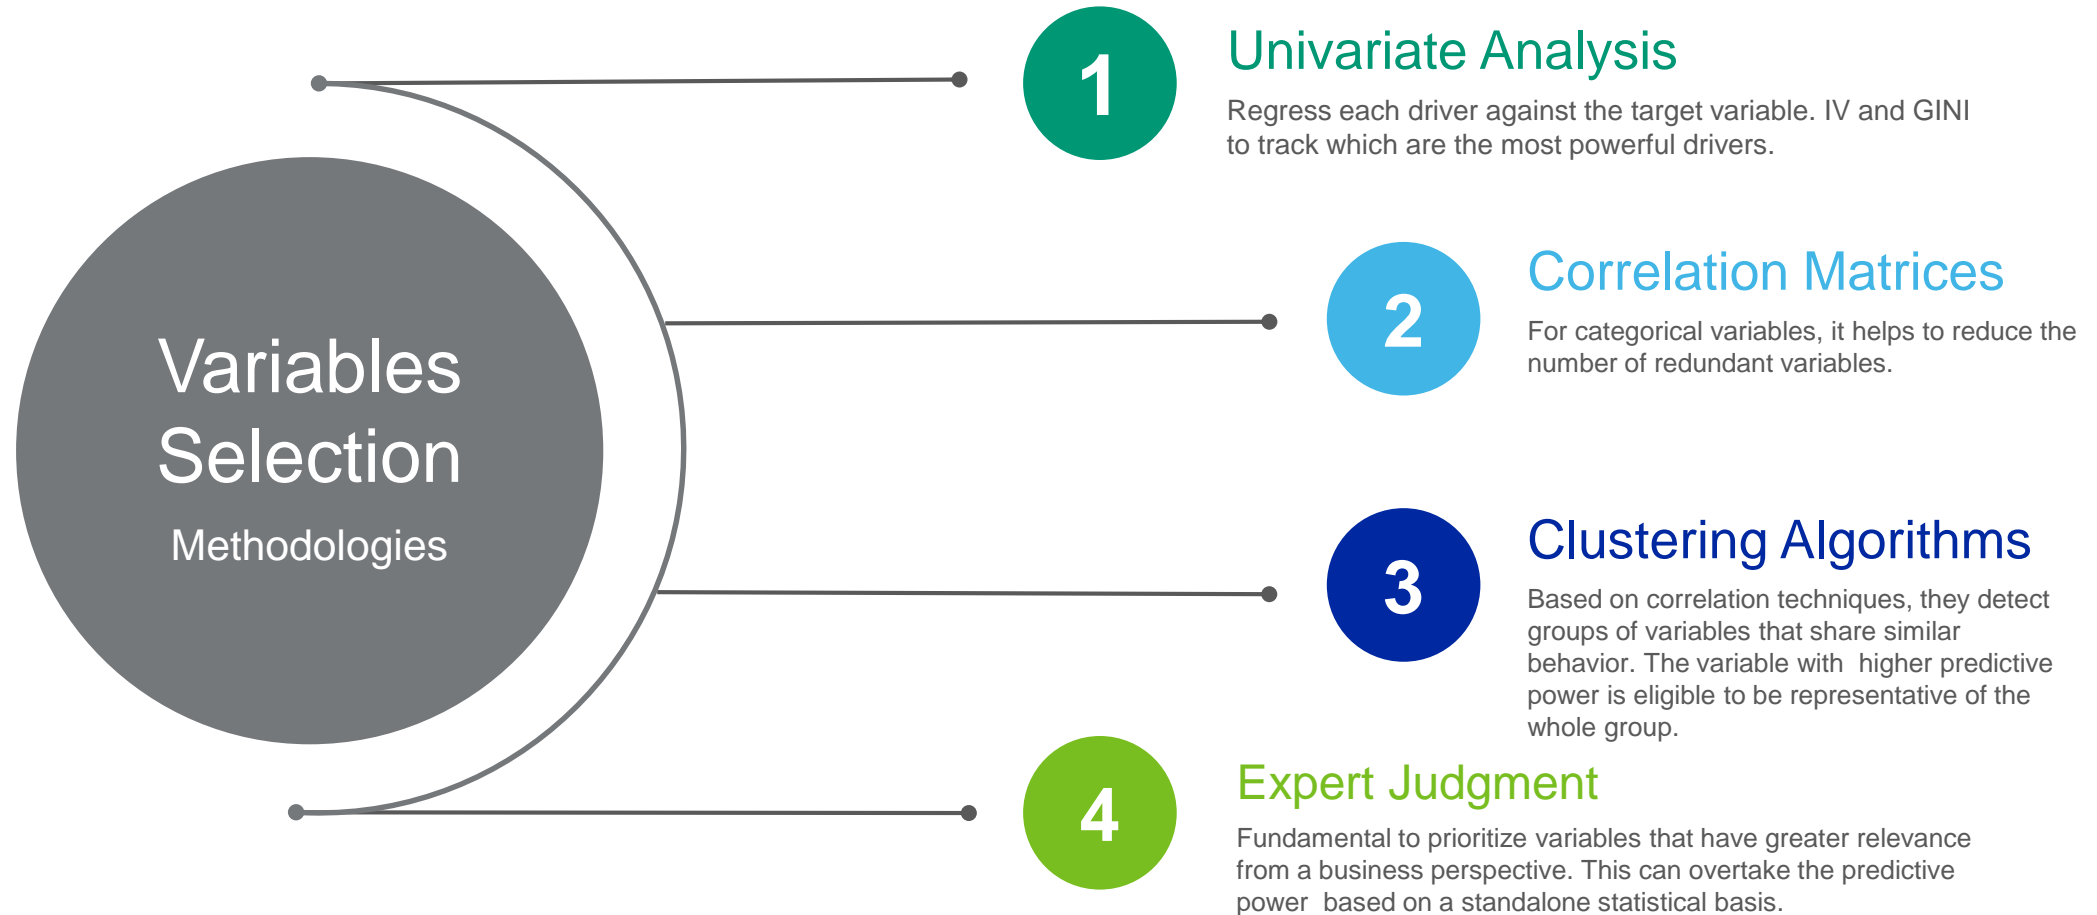 Variables
Selection
Methodologies
1
Univariate Analysis
Regress each driver against the target variable. IV and GINI
to track which are the most powerful drivers.
2
Correlation Matrices
For categorical variables, it helps to reduce the
number of redundant variables.
3
Clustering Algorithms
Based on correlation techniques, they detect
groups of variables that share similar
behavior. The variable with  higher predictive
power is eligible to be representative of the
whole group.
4
Expert Judgment
Fundamental to prioritize variables that have greater relevance
from a business perspective. This can overtake the predictive
power  based on a standalone statistical basis.